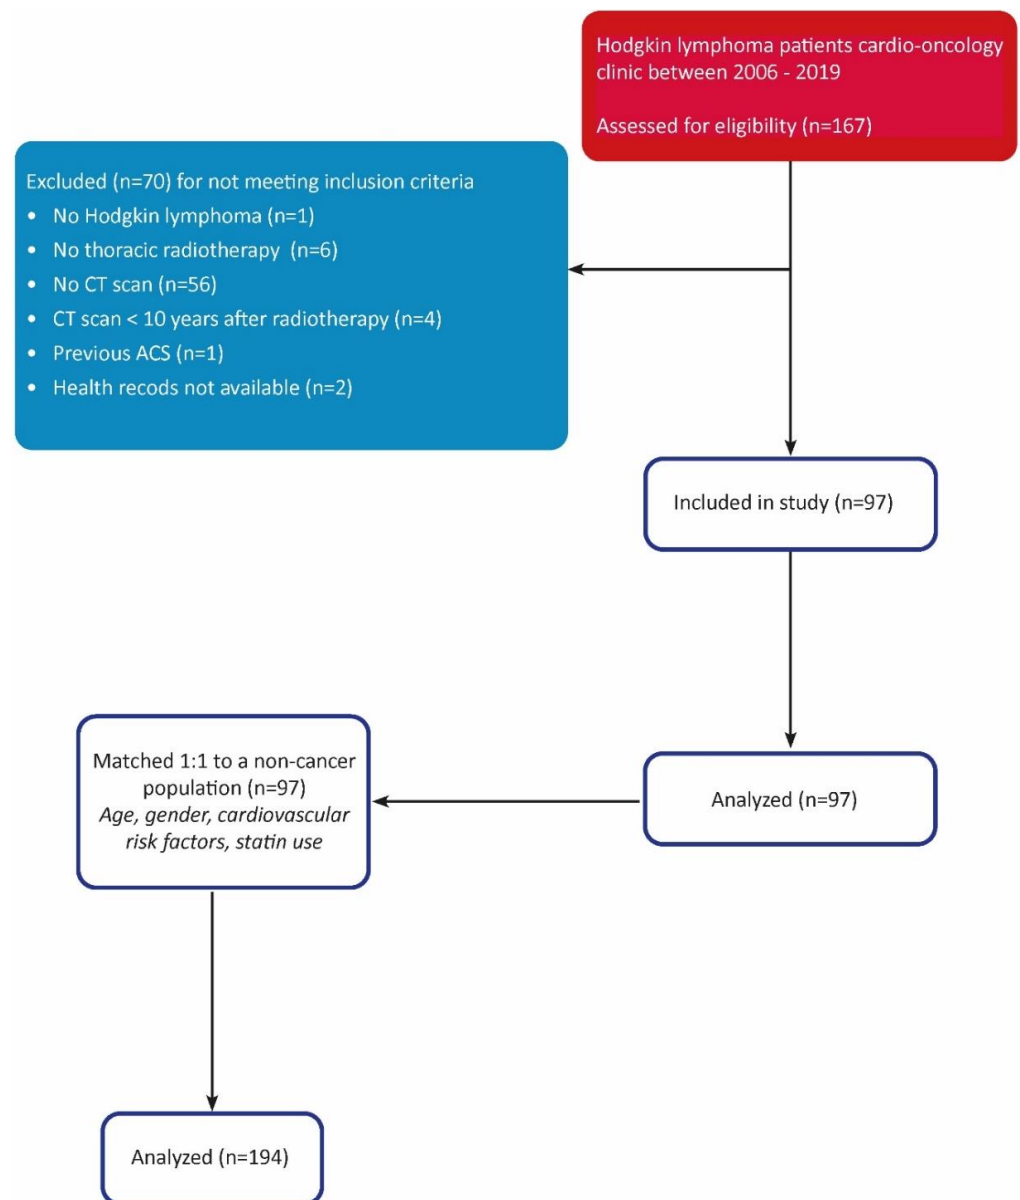 Hodgkin lymphoma patients cardio-oncology
clinic between 2006 - 2019
Assessed for eligibility (n=167)
Excluded (n=70) for not meeting inclusion criteria
• No Hodgkin lymphoma (n=1)
• No thoracic radiotherapy (n=6)
• No CT scan (n=56)
• CT scan < 10 years after radiotherapy (n=4)
• Previous ACS (n=1)
• Health recods not available (n=2)
Included in study (n=97)
Matched 1:1 to a non-cancer
population (n=97)
Age, gender, cardiovascular
risk factors, statin use
Analyzed (n=97)
Analyzed (n=194)